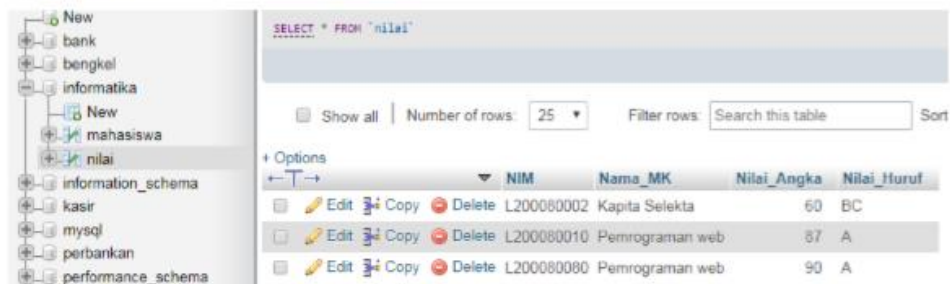 New
bank
bengkel
informatika
New
mahasiswa
nilai
information_schema
kasir
mysql
perbankan
performance_schema
SELECT * FROM `nilai`
Show all | Number of rows: 25 Filter rows: Search this table Sort
+ Options
NIM Nama_MK Nilai_Angka Nilai_Huruf
Edit Copy Delete L200080002 Kapita Selekta 60 BC
Edit Copy Delete L200080010 Pemrograman web 87 A
Edit Copy Delete L200080080 Pemrograman web 90 A